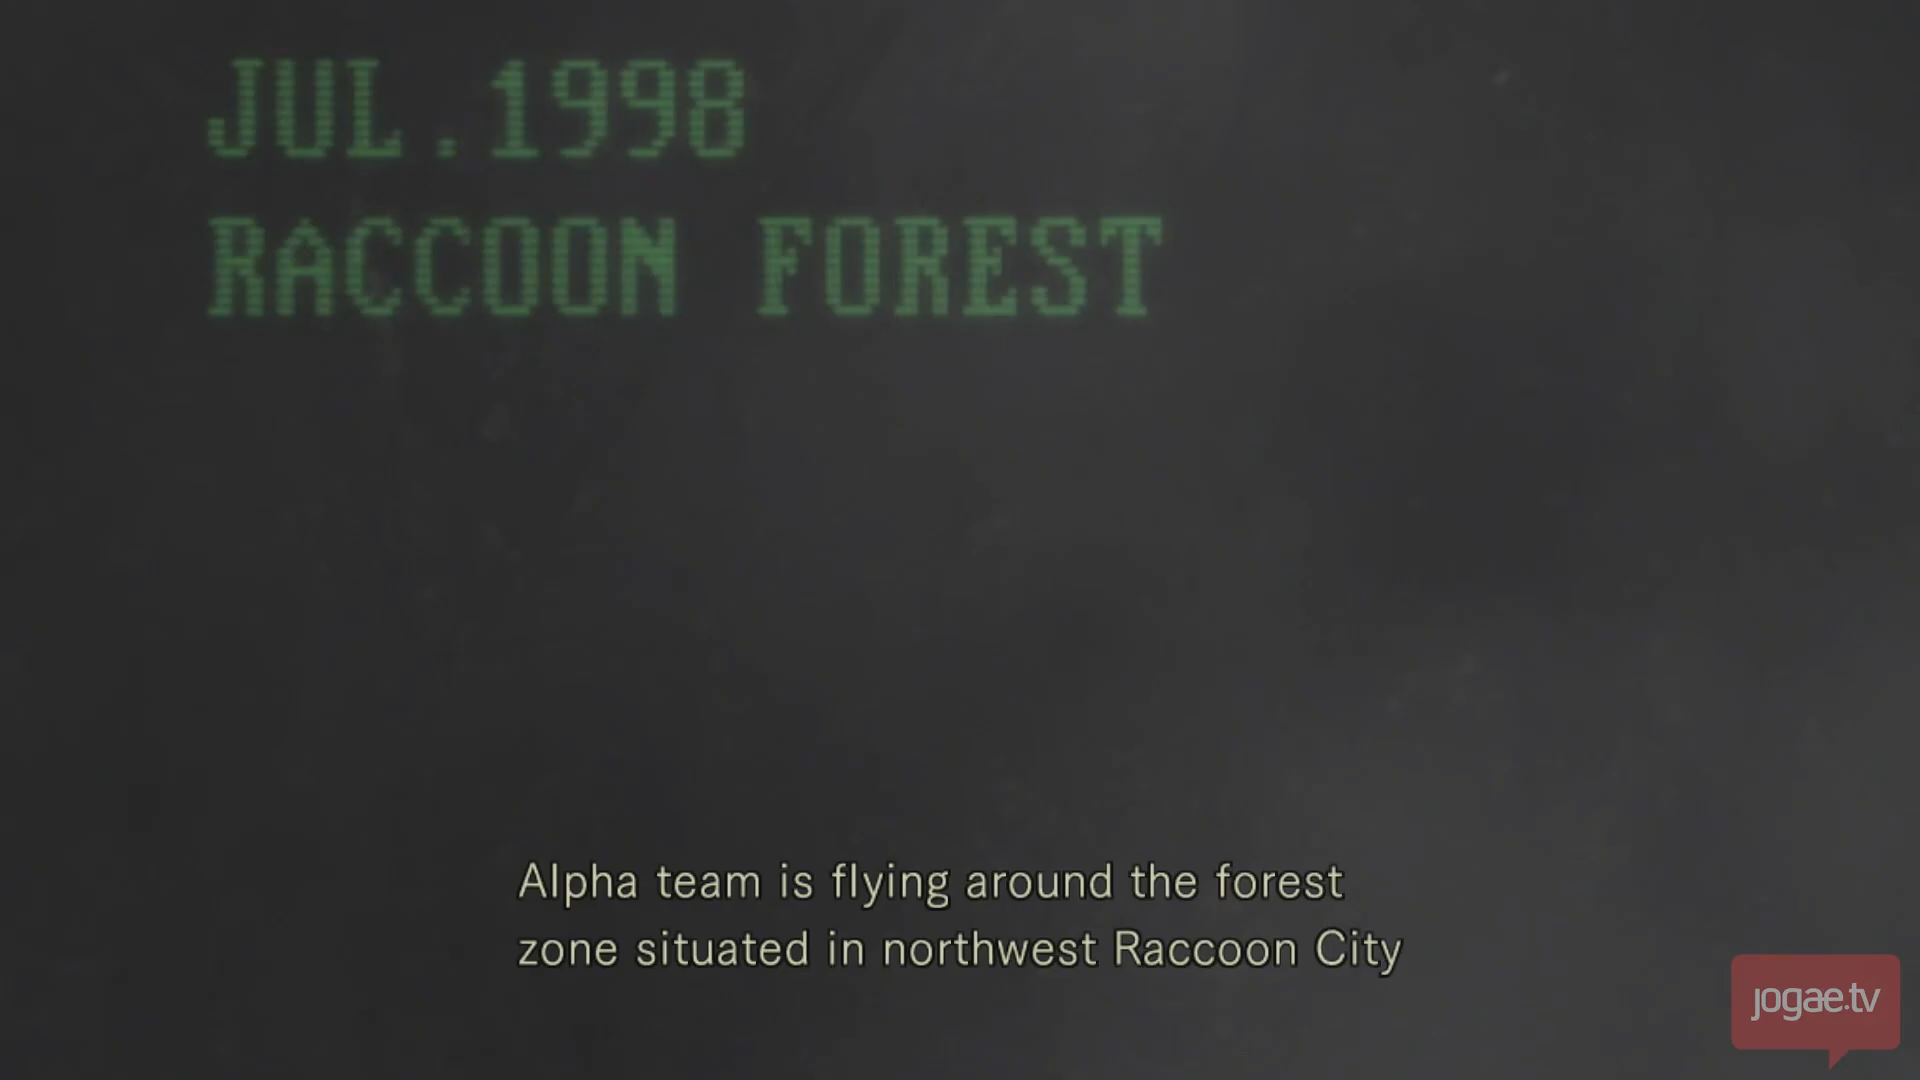 JUL.1998
RACCOON FOREST
Alpha team is flying around the forest
zone situated in northwest Raccoon City
jogae.tv